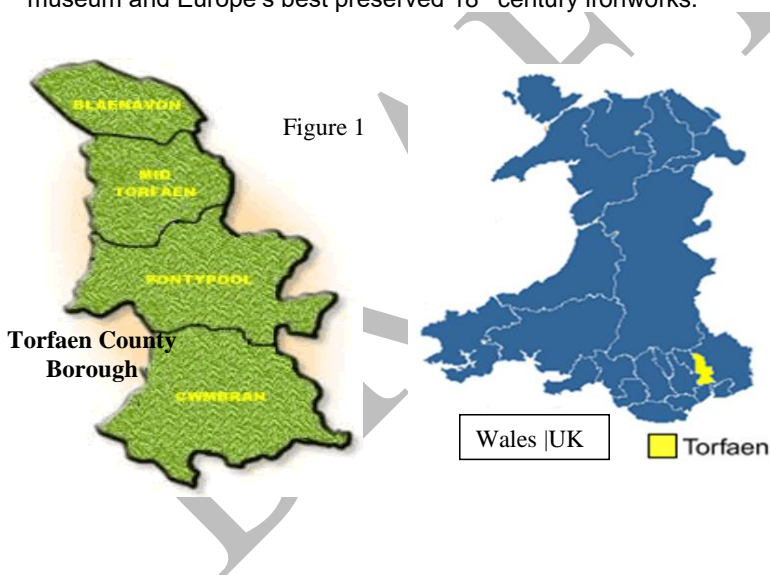 museum and Europe's best preserved 18 century ironworks.
BLAENAVON
Figure 1
MID
TORFAEN
PONTYPOOL
Torfaen County
Borough
CWMBRAN
Wales |UK
Torfaen